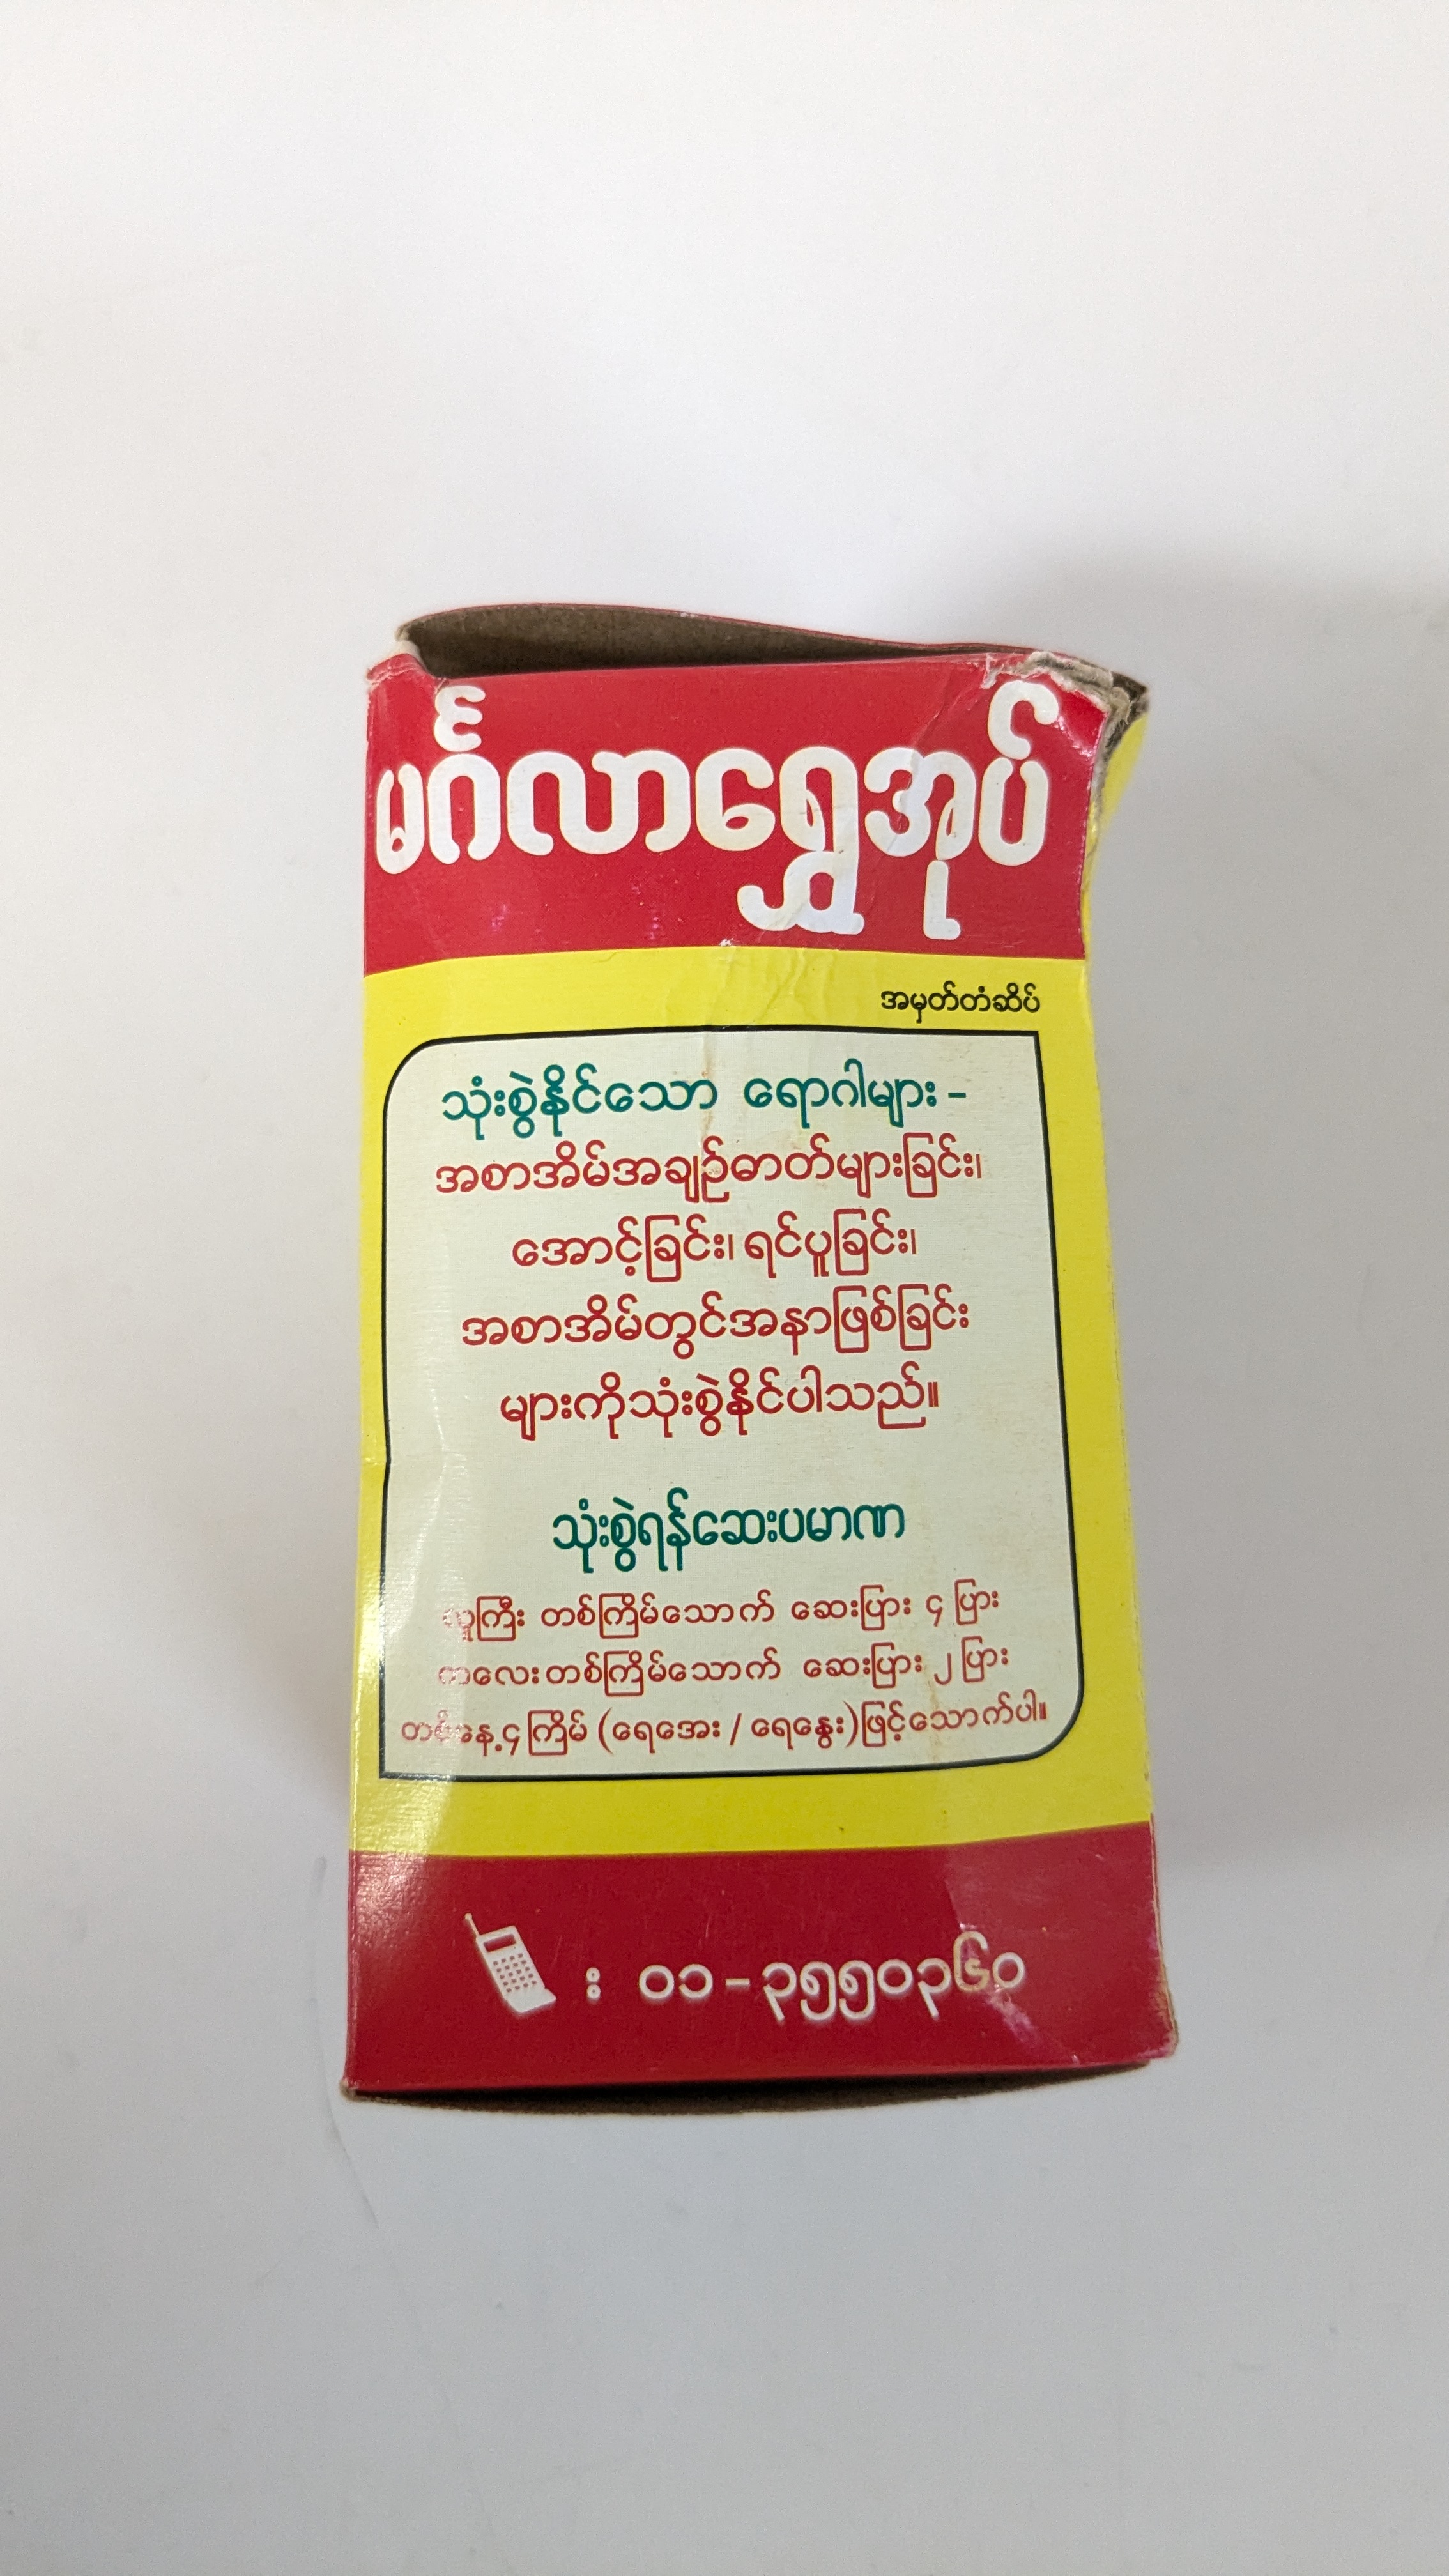 မင်္ဂလာရွှေအုပ်
အမှတ်တံဆိပ်
သုံးစွဲနိုင်သော ရောဂါများ -
အစာအိမ်အချဉ်ဓာတ်များခြင်း၊
အောင့်ခြင်း၊ ရင်ပူခြင်း၊
အစာအိမ်တွင်အနာဖြစ်ခြင်း
များကိုသုံးစွဲနိုင်ပါသည်။
သုံးစွဲရန်ဆေးပမာဏ
လူကြီး တစ်ကြိမ်သောက် ဆေးပြား ၄ ပြား
ကလေးတစ်ကြိမ်သောက် ဆေးပြား ၂ ပြား
တစ်နေ့၄ကြိမ် (ရေအေး / ရေနွေး)ဖြင့်သောက်ပါ။
: ၀၁-၃၅၅၀၃၆၀